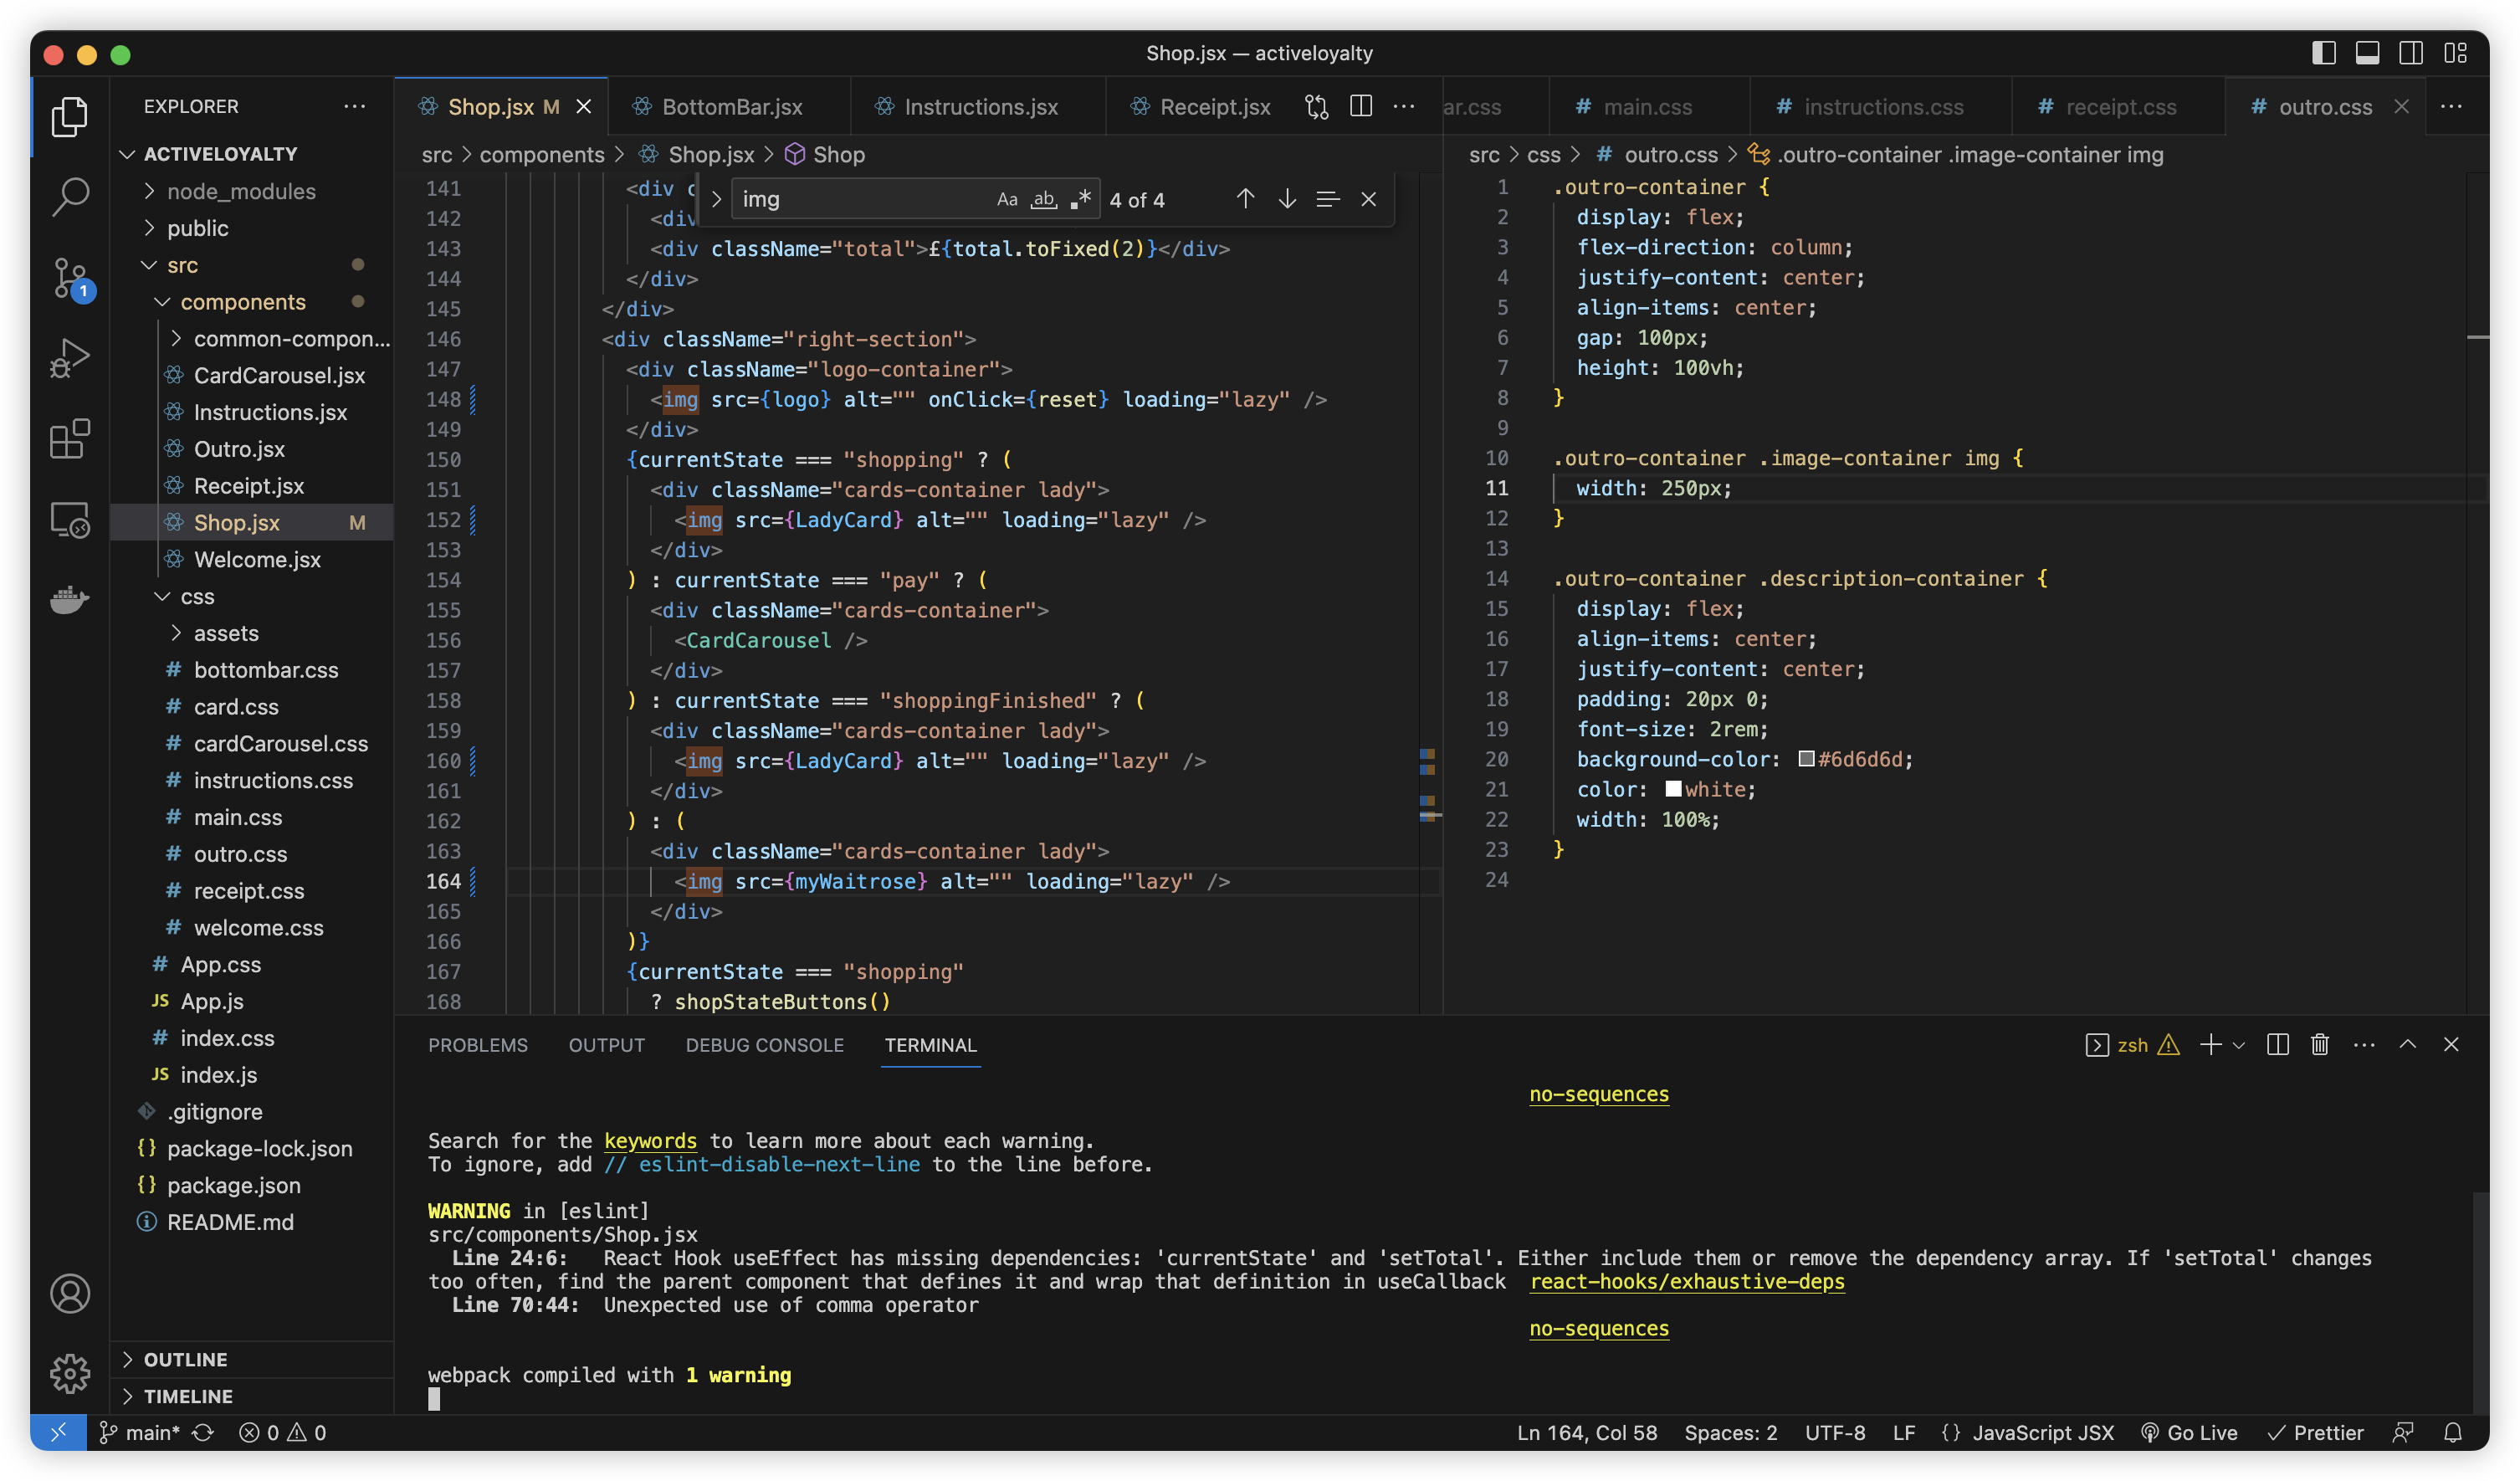 Shop.jsx — activeloyalty
EXPLORER
ACTIVELOYALTY
node_modules
public
src
components
common-compon...
CardCarousel.jsx
Instructions.jsx
Outro.jsx
Receipt.jsx
Shop.jsx M
Welcome.jsx
css
assets
bottombar.css
card.css
cardCarousel.css
instructions.css
main.css
outro.css
receipt.css
welcome.css
App.css
JS App.js
index.css
JS index.js
.gitignore
{} package-lock.json
{} package.json
README.md
OUTLINE
TIMELINE
1
Shop.jsx M
BottomBar.jsx
Instructions.jsx
Receipt.jsx
src > components > Shop.jsx > Shop
img
Aa ab .* 4 of 4
141 <div c
142 <div
143 <div className="total">£{total.toFixed(2)}</div>
144 </div>
145 </div>
146 <div className="right-section">
147 <div className="logo-container">
148 <img src={logo} alt="" onClick={reset} loading="lazy" />
149 </div>
150 {currentState === "shopping" ? (
151 <div className="cards-container lady">
152 <img src={LadyCard} alt="" loading="lazy" />
153 </div>
154 ) : currentState === "pay" ? (
155 <div className="cards-container">
156 <CardCarousel />
157 </div>
158 ) : currentState === "shoppingFinished" ? (
159 <div className="cards-container lady">
160 <img src={LadyCard} alt="" loading="lazy" />
161 </div>
162 ) : (
163 <div className="cards-container lady">
164 <img src={myWaitrose} alt="" loading="lazy" />
165 </div>
166 )}
167 {currentState === "shopping"
168 ? shopStateButtons()
ar.css
# main.css
# instructions.css
# receipt.css
# outro.css
src > css > # outro.css > .outro-container .image-container img
1 .outro-container {
2 display: flex;
3 flex-direction: column;
4 justify-content: center;
5 align-items: center;
6 gap: 100px;
7 height: 100vh;
8 }
9
10 .outro-container .image-container img {
11 width: 250px;
12 }
13
14 .outro-container .description-container {
15 display: flex;
16 align-items: center;
17 justify-content: center;
18 padding: 20px 0;
19 font-size: 2rem;
20 background-color: #6d6d6d;
21 color: white;
22 width: 100%;
23 }
24
PROBLEMS OUTPUT DEBUG CONSOLE TERMINAL
zsh
no-sequences
Search for the keywords to learn more about each warning.
To ignore, add // eslint-disable-next-line to the line before.
WARNING in [eslint]
src/components/Shop.jsx
Line 24:6: React Hook useEffect has missing dependencies: 'currentState' and 'setTotal'. Either include them or remove the dependency array. If 'setTotal' changes
too often, find the parent component that defines it and wrap that definition in useCallback react-hooks/exhaustive-deps
Line 70:44: Unexpected use of comma operator
no-sequences
webpack compiled with 1 warning
main* 0 0
Ln 164, Col 58 Spaces: 2 UTF-8 LF {} JavaScript JSX Go Live Prettier